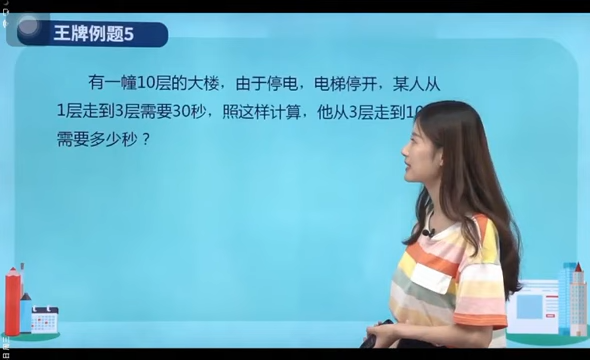 王牌例题5
有一幢10层的大楼，由于停电，电梯停开，某人从
1层走到3层需要30秒，照这样计算，他从3层走到10
需要多少秒？